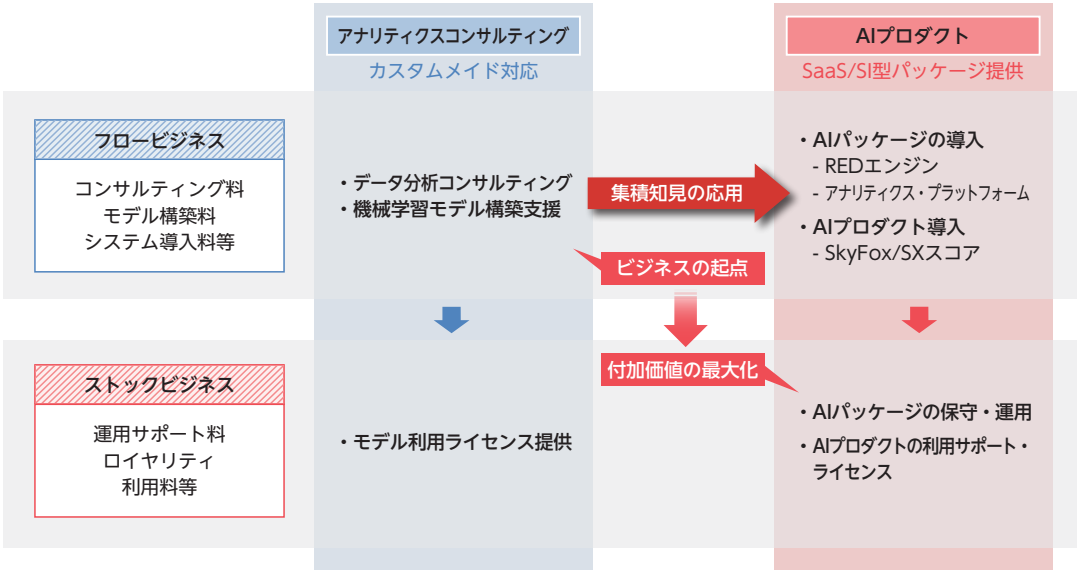 アナリティクスコンサルティング
カスタムメイド対応
AIプロダクト
SaaS/SI型パッケージ提供
フロービジネス
コンサルティング料
モデル構築料
システム導入料等
・データ分析コンサルティング
・機械学習モデル構築支援
集積知見の応用
・AIパッケージの導入
- REDエンジン
- アナリティクス・プラットフォーム
・AIプロダクト導入
- SkyFox/SXスコア
ビジネスの起点
付加価値の最大化
ストックビジネス
運用サポート料
ロイヤリティ
利用料等
・モデル利用ライセンス提供
・AIパッケージの保守・運用
・AIプロダクトの利用サポート・
ライセンス